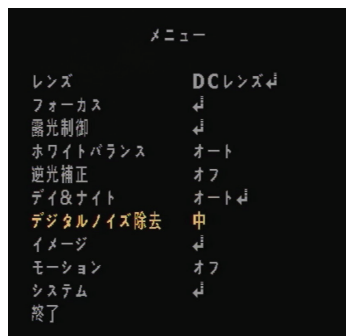 メニュー
レンズ DCレンズ↲
フォーカス ↲
露光制御 ↲
ホワイトバランス オート
逆光補正 オフ
デイ&ナイト オート↲
デジタルノイズ除去 中
イメージ ↲
モーション オフ
システム ↲
終了